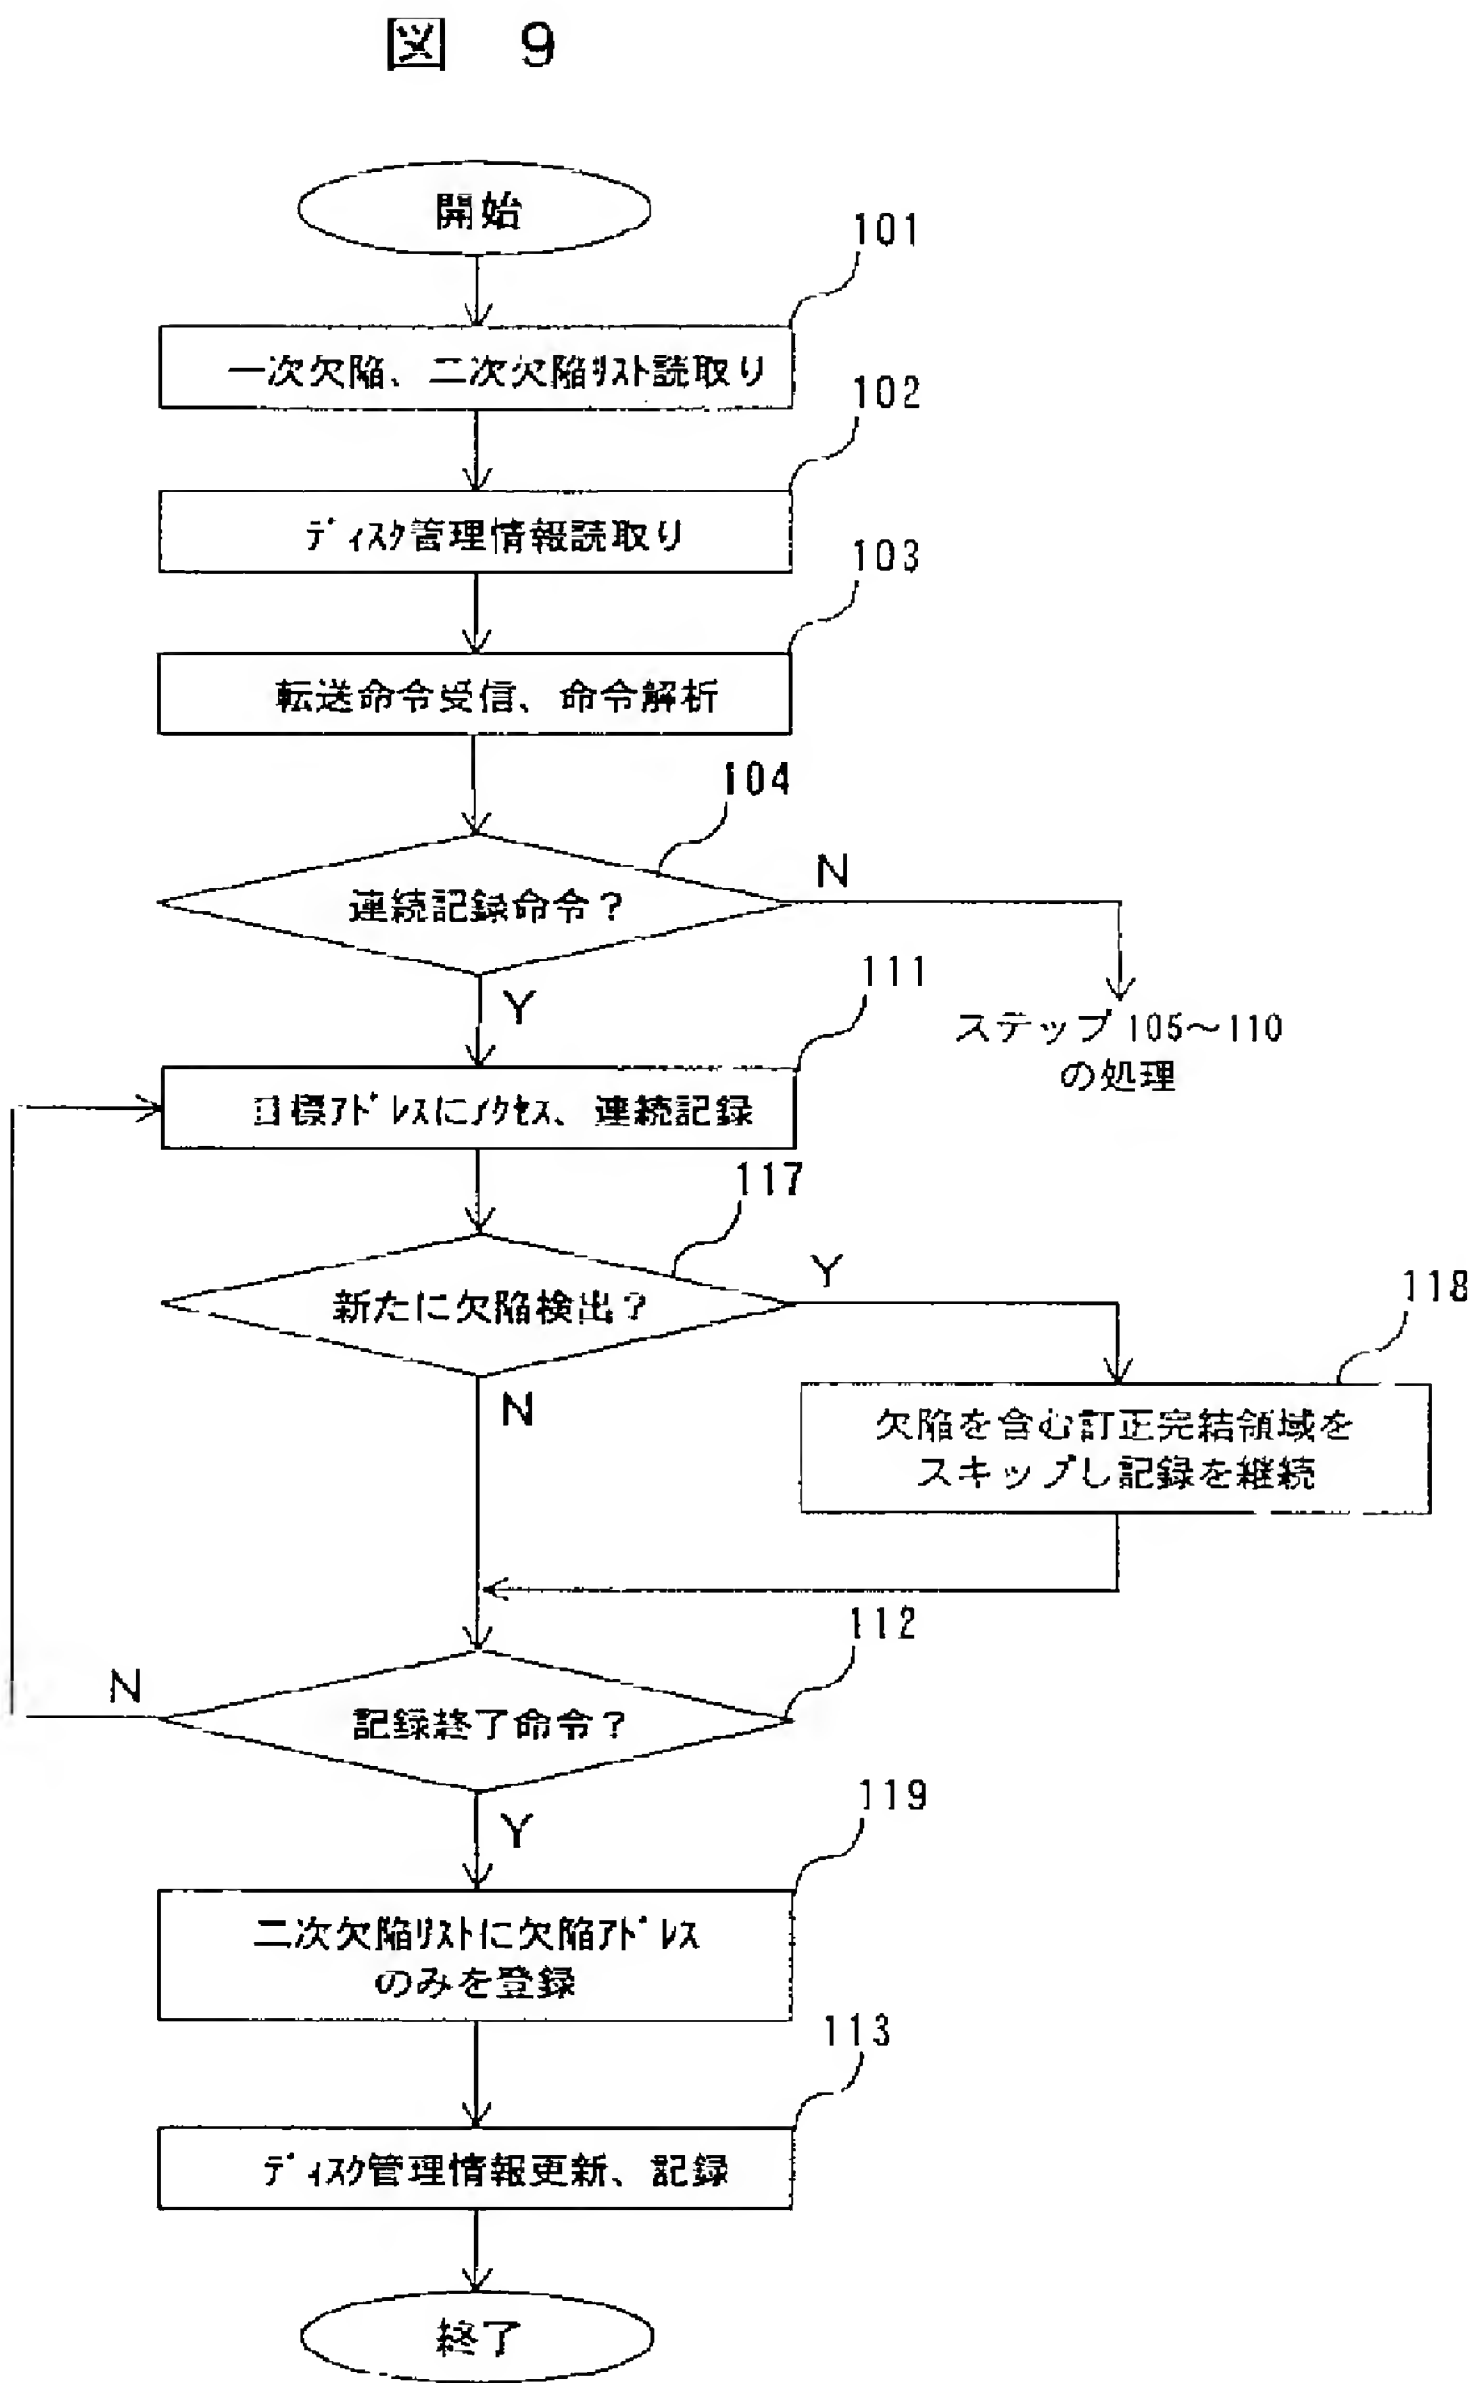 図 9
開始
101
一次欠陥、二次欠陥ﾘｽﾄ読取り
102
ﾃﾞｨｽｸ管理情報読取り
103
転送命令受信、命令解析
104
連続記録命令?
N
Y
ステップ105～110
の処理
111
目標ｱﾄﾞﾚｽにｱｸｾｽ、連続記録
117
新たに欠陥検出?
Y
N
118
欠陥を含む訂正完結領域を
スキップし記録を継続
112
記録終了命令?
N
Y
119
二次欠陥ﾘｽﾄに欠陥ｱﾄﾞﾚｽ
のみを登録
113
ﾃﾞｨｽｸ管理情報更新、記録
終了